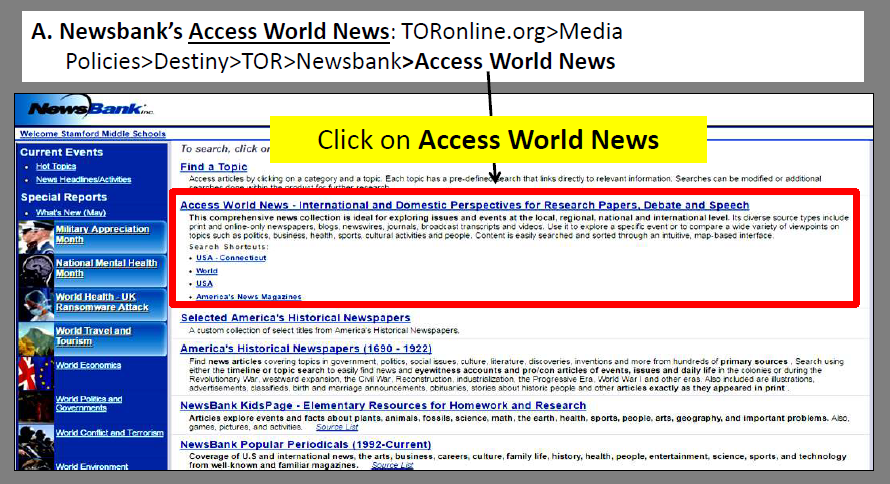 A. Newsbank's Access World News: TORonline.org>Media
Policies>Destiny>TOR>Newsbank>Access World News
NewsBank inc.
Click on Access World News
Welcome Stamford Middle Schools
Current Events
• Hot Topics
• News Headlines/Activities
Special Reports
• What's New (May)
Military Appreciation
Month
National Mental Health
Month
World Health - UK
Ransomware Attack
World Travel and
Tourism
World Economics
World Politics and
Governments
World Conflict and Terrorism
World Environment
To search, click or
Find a Topic
Access articles by clicking on a category and a topic. Each topic has a pre-defined search that links directly to relevant information. Searches can be modified or additional
searches done within the product for further research.
Access World News - International and Domestic Perspectives for Research Papers, Debate and Speech
This comprehensive news collection is ideal for exploring issues and events at the local, regional, national and international level. Its diverse source types include
print and online-only newspapers, blogs, newswires, journals, broadcast transcripts and videos. Use it to explore a specific event or to compare a wide variety of viewpoints on
topics such as politics, business, health, sports, cultural activities and people. Content is easily searched and sorted through an intuitive, map-based interface.
Search Shortcuts:
• USA - Connecticut
• World
• USA
• America's News Magazines
Selected America's Historical Newspapers
A custom collection of select titles from America's Historical Newspapers.
America's Historical Newspapers (1690 - 1922)
Find news articles covering topics in government, politics, social issues, culture, literature, discoveries, inventions and more from hundreds of primary sources . Search using
either the timeline or topic search to easily find news and eyewitness accounts and pro/con articles of events, issues and daily life in the colonies or during the
Revolutionary War, westward expansion, the Civil War, Reconstruction, industrialization, the Progressive Era, World War I and other eras. Also included are illustrations,
advertisements, classifieds, birth and marriage announcements, obituaries, stories about historic people and other articles exactly as they appeared in print .
NewsBank KidsPage - Elementary Resources for Homework and Research
Articles explore events and facts about plants, animals, fossils, science, math, the earth, health, sports, people, arts, geography, and important problems. Also,
games, pictures, and activities. Source List
NewsBank Popular Periodicals (1992-Current)
Coverage of U.S and international news, the arts, business, careers, culture, family life, history, health, people, entertainment, science, sports, and technology
from well-known and familiar magazines. Source List